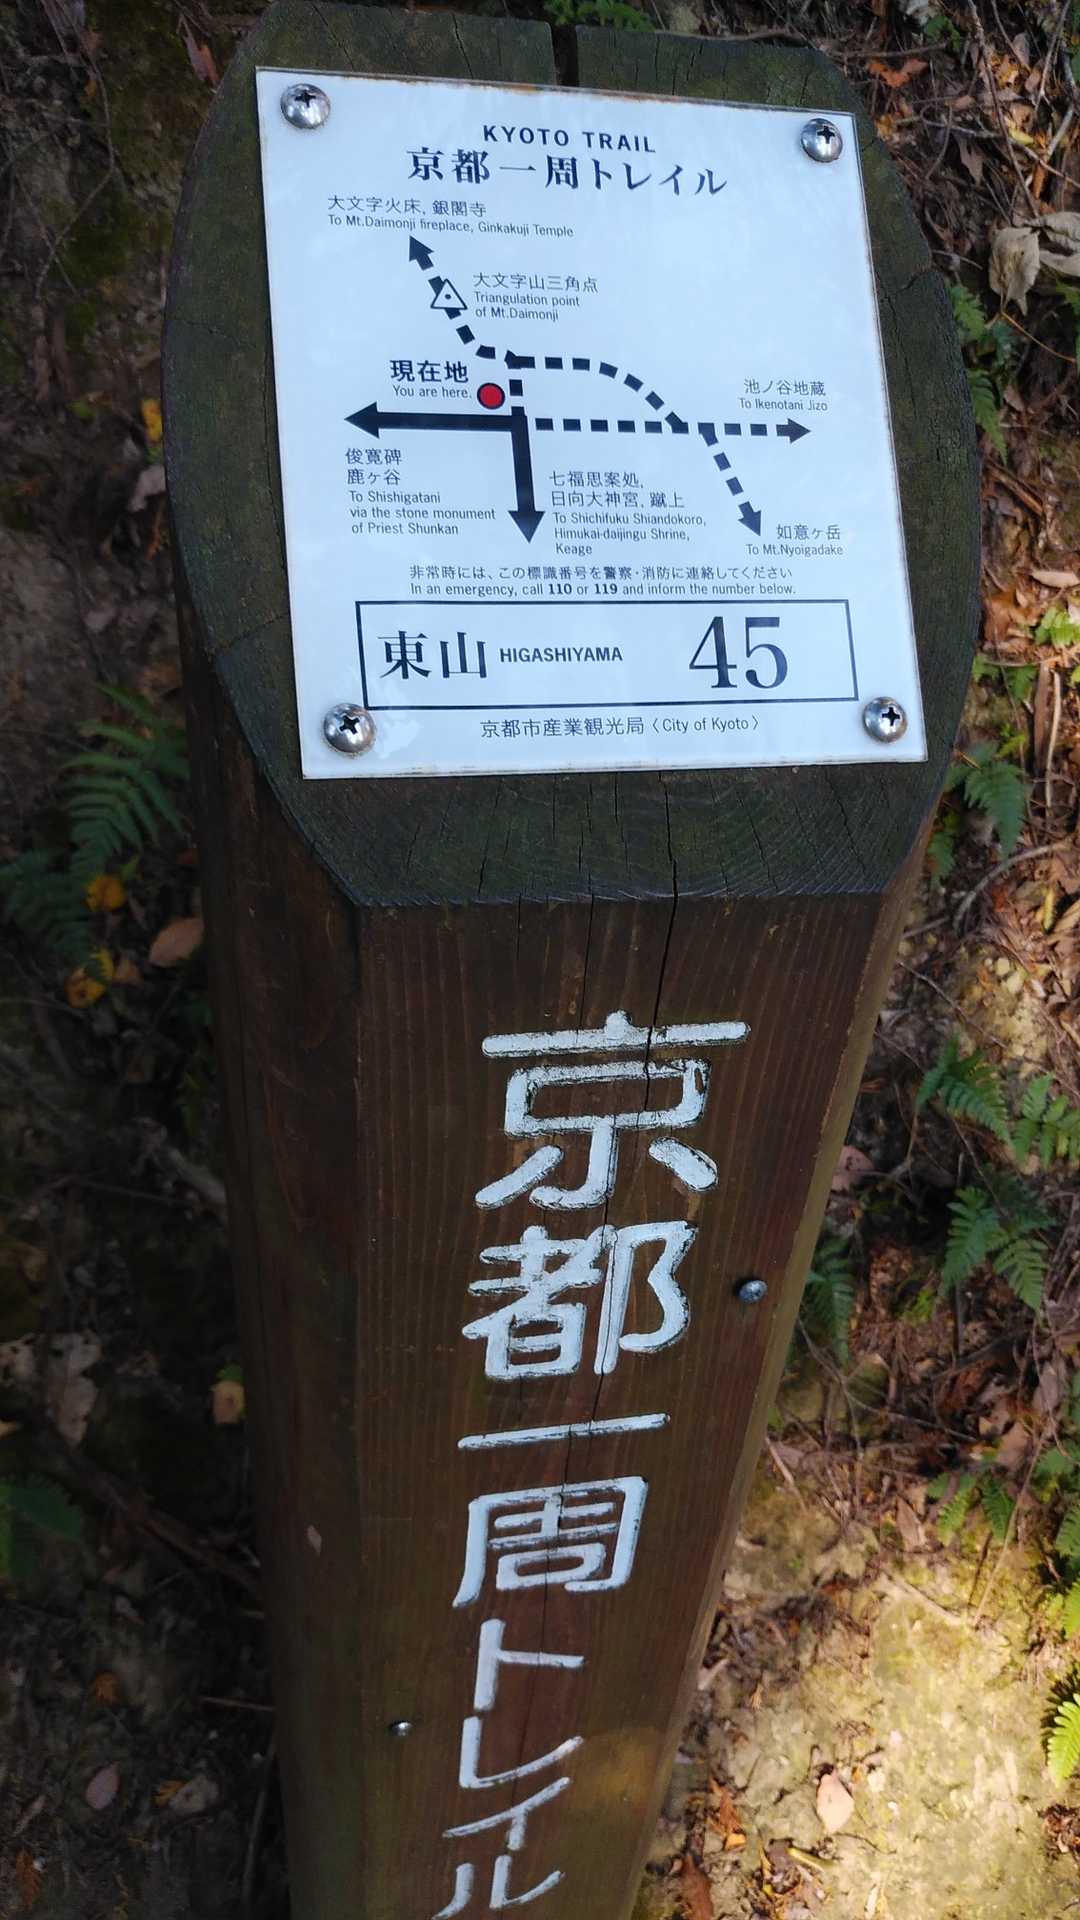 KYOTO TRAIL
京都一周トレイル
大文字火床, 銀閣寺
To Mt.Daimonji fireplace, Ginkakuji Temple
大文字山三角点
Triangulation point
of Mt.Daimonji
現在地
You are here.
池ノ谷地蔵
To Ikenotani Jizo
俊寛碑
鹿ヶ谷
To Shishigatani
via the stone monument
of Priest Shunkan
七福思案処,
日向大神宮, 蹴上
To Shichifuku Shiandokoro,
Himukai-daijingu Shrine,
Keage
如意ヶ岳
To Mt.Nyoigadake
非常時には、この標識番号を警察・消防に連絡してください
In an emergency, call 110 or 119 and inform the number below.
東山 HIGASHIYAMA 45
京都市産業観光局〈City of Kyoto〉
京都一周トレイル